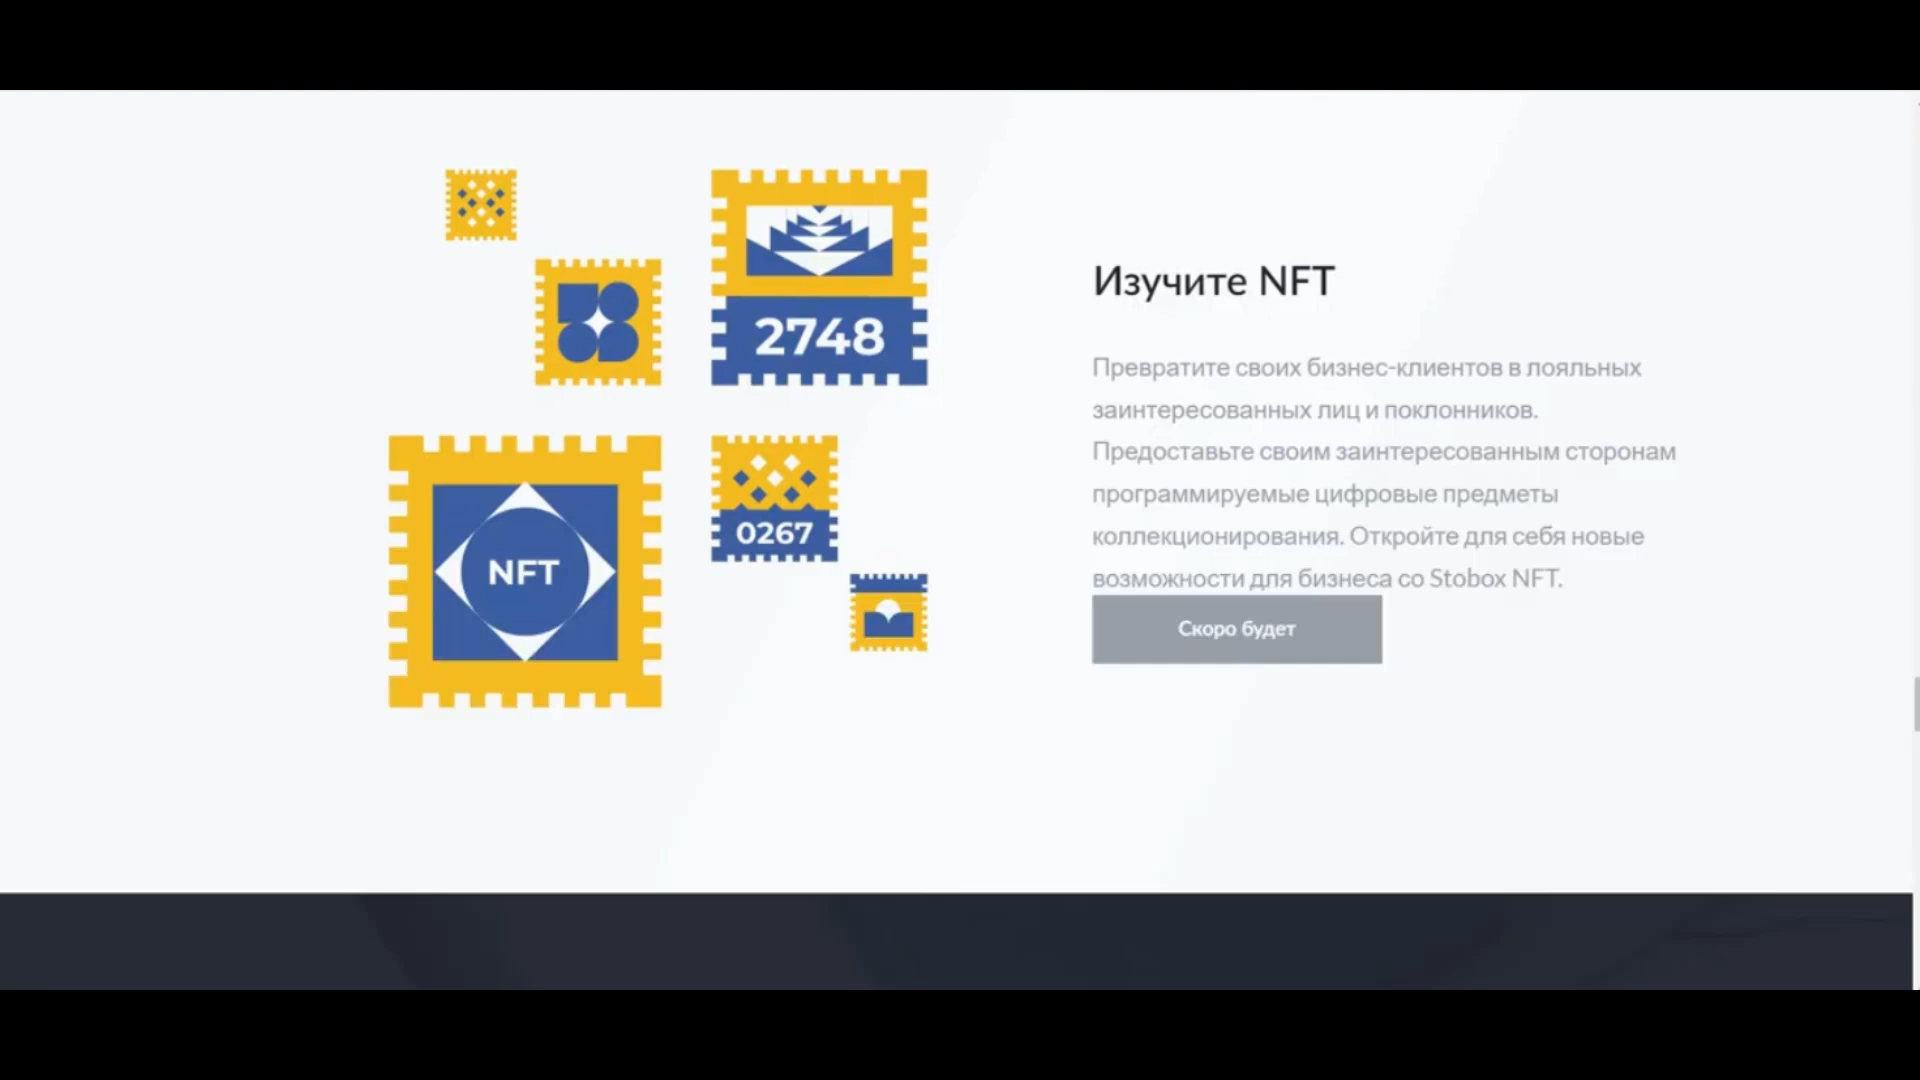 2748
NFT
0267
Изучите NFT
Превратите своих бизнес-клиентов в лояльных
заинтересованных лиц и поклонников.
Предоставьте своим заинтересованным сторонам
программируемые цифровые предметы
коллекционирования. Откройте для себя новые
возможности для бизнеса со Stobox NFT.
Скоро будет